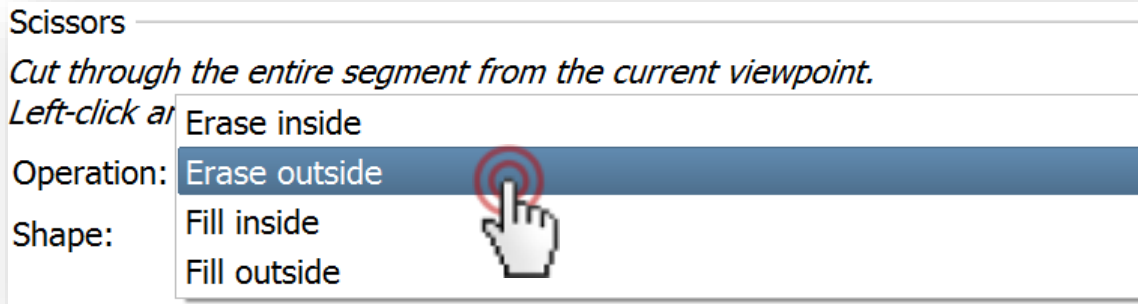 Scissors
Cut through the entire segment from the current viewpoint.
Left-click
Erase inside
Operation: Erase outside
Fill inside
Shape:
Fill outside